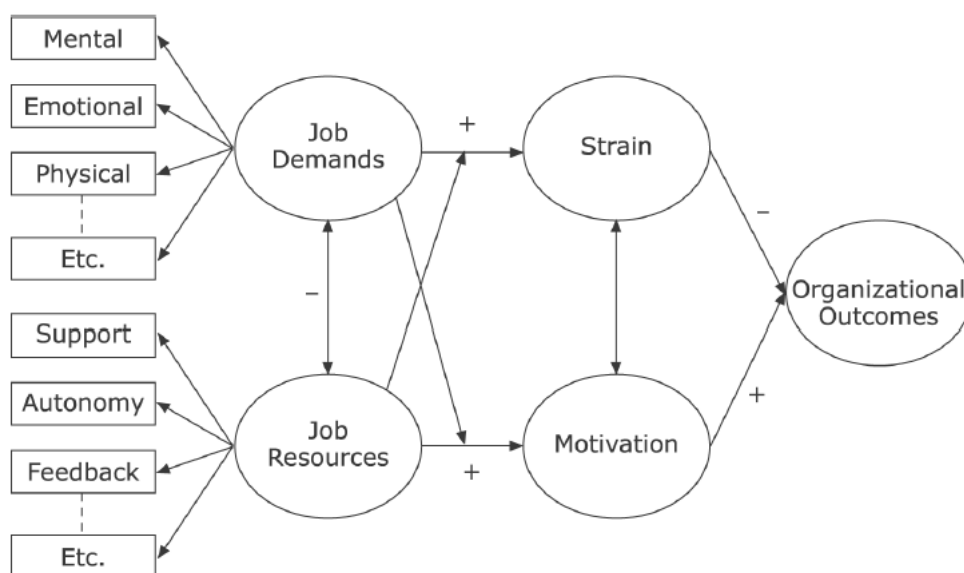 Mental
Emotional
Physical
Etc.
Support
Autonomy
Feedback
Etc.
Job
Demands
+
Strain
–
–
Organizational
Outcomes
Job
Resources
+
Motivation
+